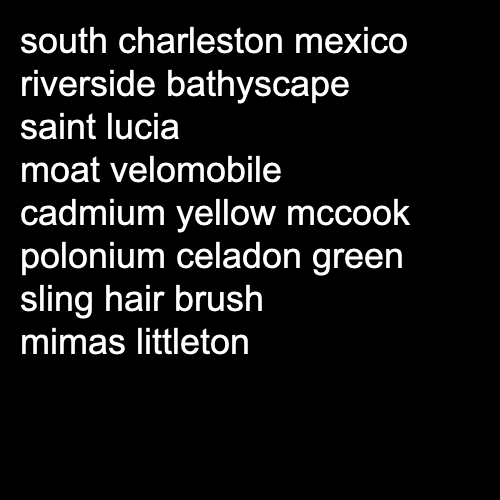 south charleston mexico
riverside bathyscape
saint lucia
moat velomobile
cadmium yellow mccook
polonium celadon green
sling hair brush
mimas littleton